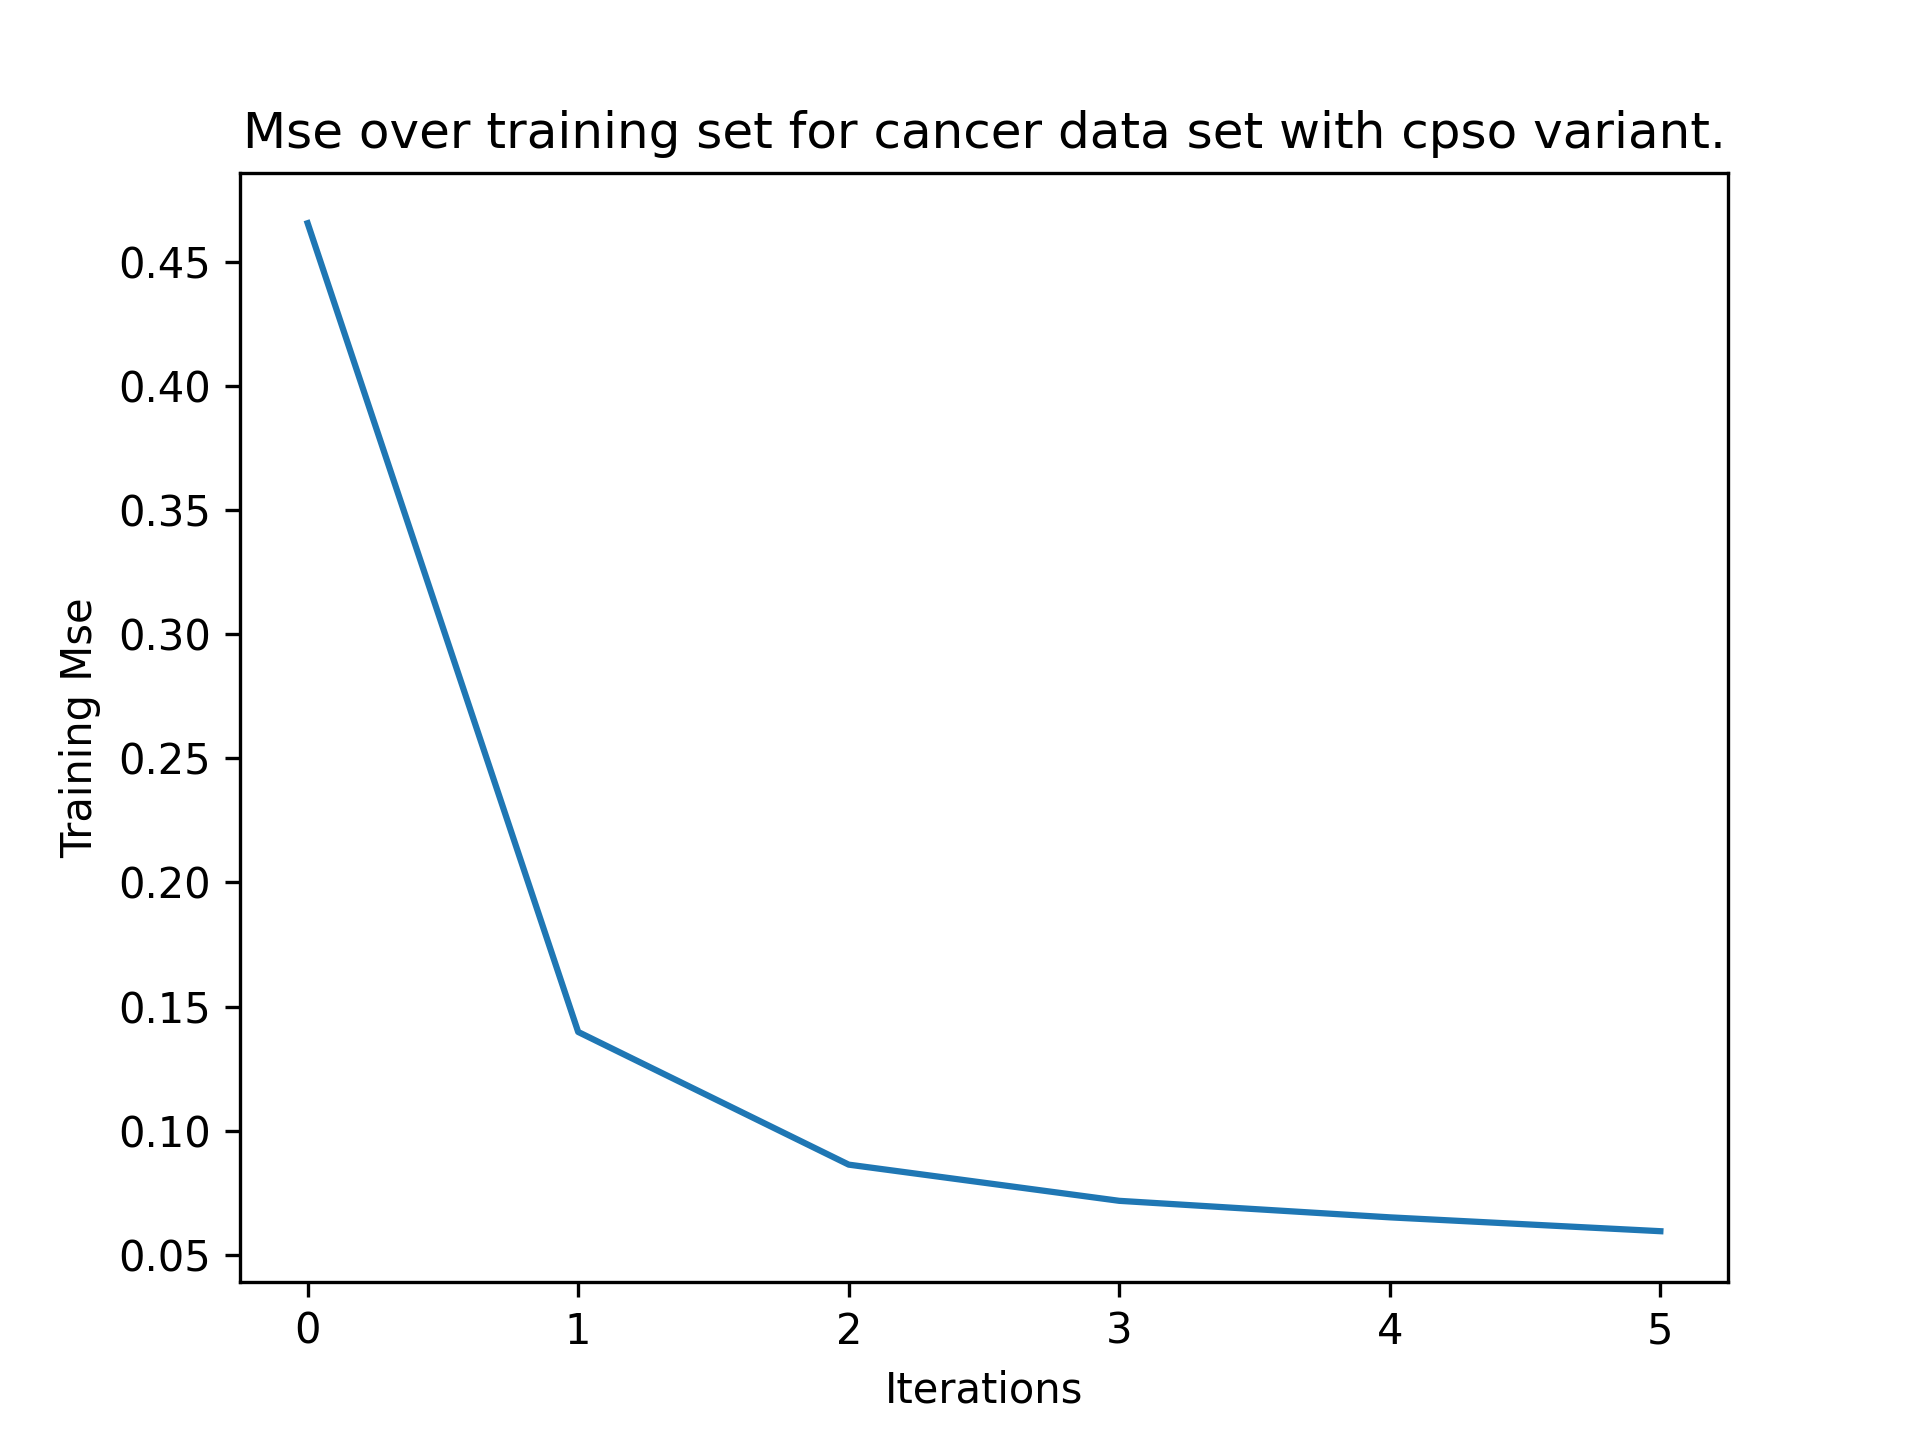 Mse over training set for cancer data set with cpso variant.
0.45
0.40
0.35
0.30
0.25
0.20
0.15
0.10
0.05
Training Mse
0 1 2 3 4 5
Iterations